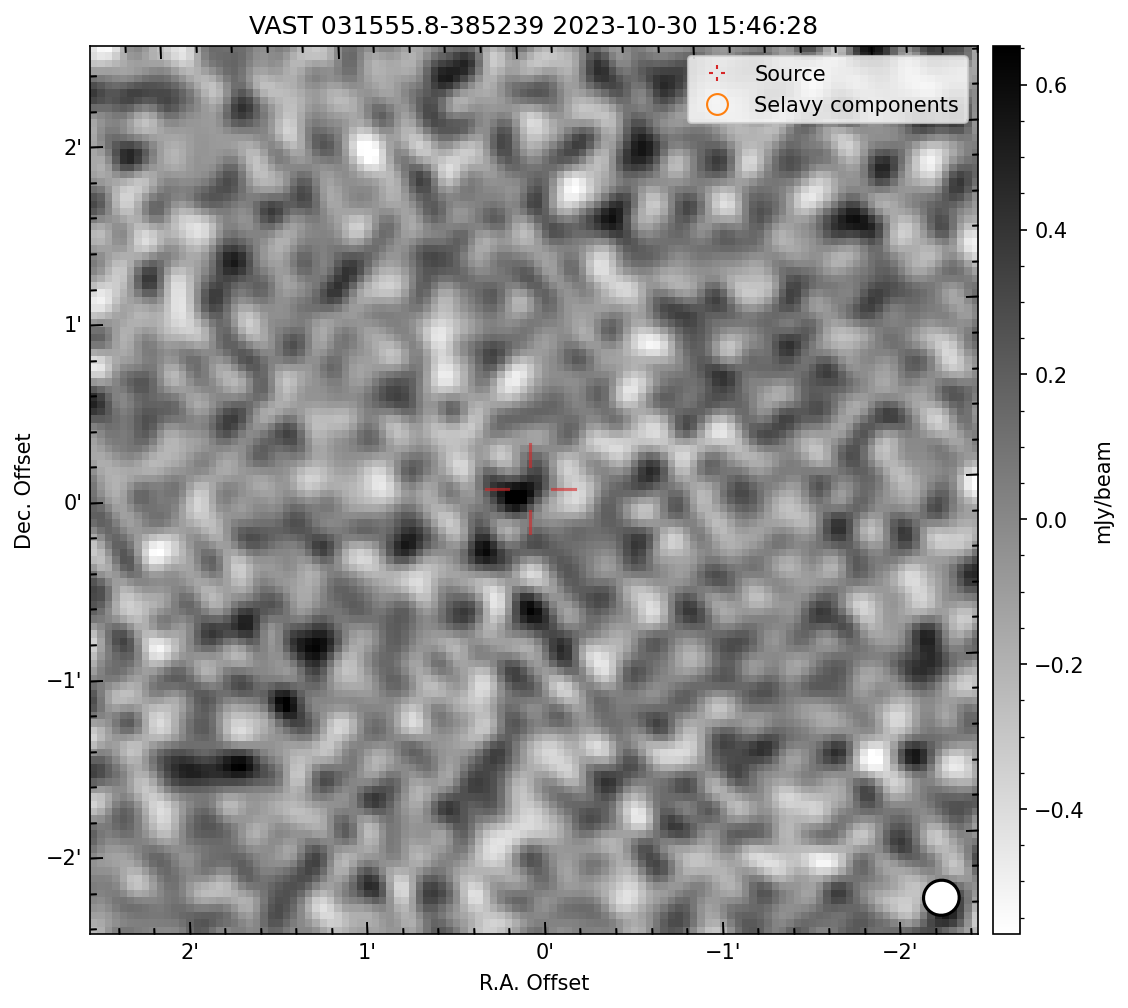 VAST 031555.8-385239 2023-10-30 15:46:28
Source
Selavy components
2'
1'
0'
−1'
−2'
Dec. Offset
2'
1'
0'
−1'
−2'
R.A. Offset
0.6
0.4
0.2
0.0
−0.2
−0.4
mJy/beam